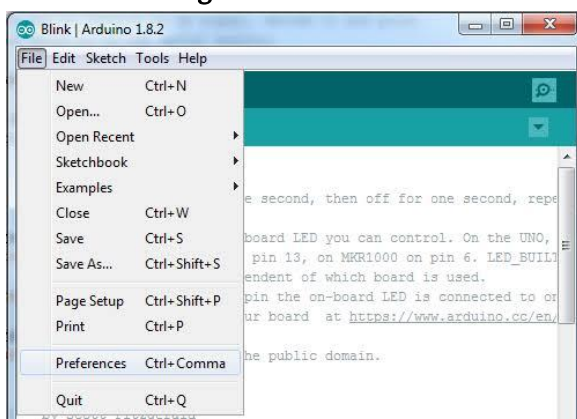 Blink | Arduino 1.8.2
File Edit Sketch Tools Help
New Ctrl+N
Open... Ctrl+O
Open Recent
Sketchbook
Examples
Close Ctrl+W
Save Ctrl+S
Save As... Ctrl+Shift+S
Page Setup Ctrl+Shift+P
Print Ctrl+P
Preferences Ctrl+Comma
Quit Ctrl+Q
e second, then off for one second, repe
board LED you can control. On the UNO,
pin 13, on MKR1000 on pin 6. LED_BUILT
endent of which board is used.
pin the on-board LED is connected to or
ur board at https://www.arduino.cc/en/
he public domain.